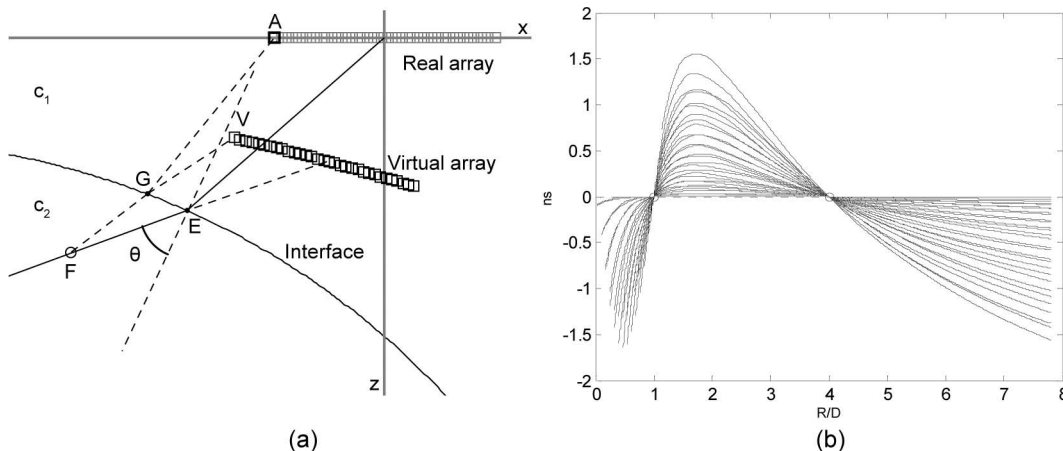 A
x
Real array
c1
V
Virtual array
G
c2
E
Interface
F
θ
z
(a)
2
1.5
1
0.5
0
-0.5
-1
-1.5
-2
ns
0 1 2 3 4 5 6 7 8
R/D
(b)